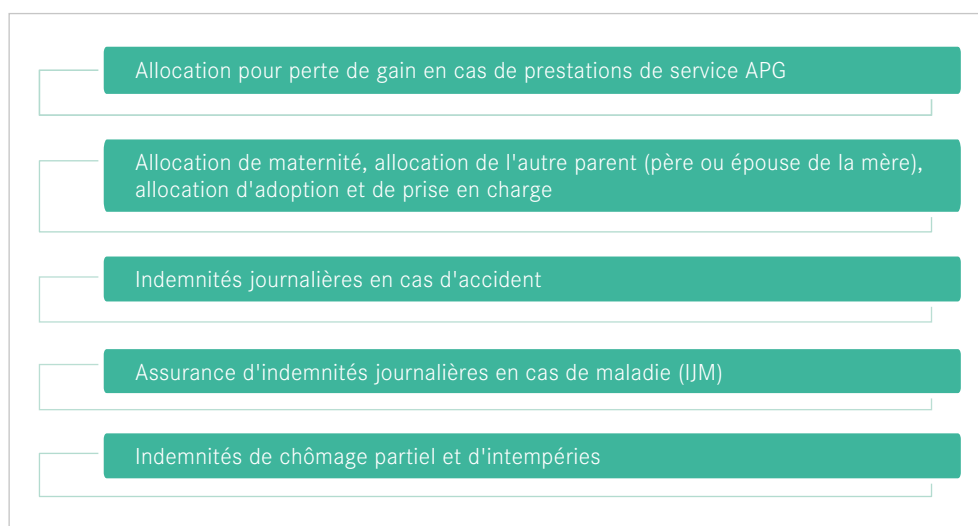 Allocation pour perte de gain en cas de prestations de service APG
Allocation de maternité, allocation de l'autre parent (père ou épouse de la mère),
allocation d'adoption et de prise en charge
Indemnités journalières en cas d'accident
Assurance d'indemnités journalières en cas de maladie (IJM)
Indemnités de chômage partiel et d'intempéries